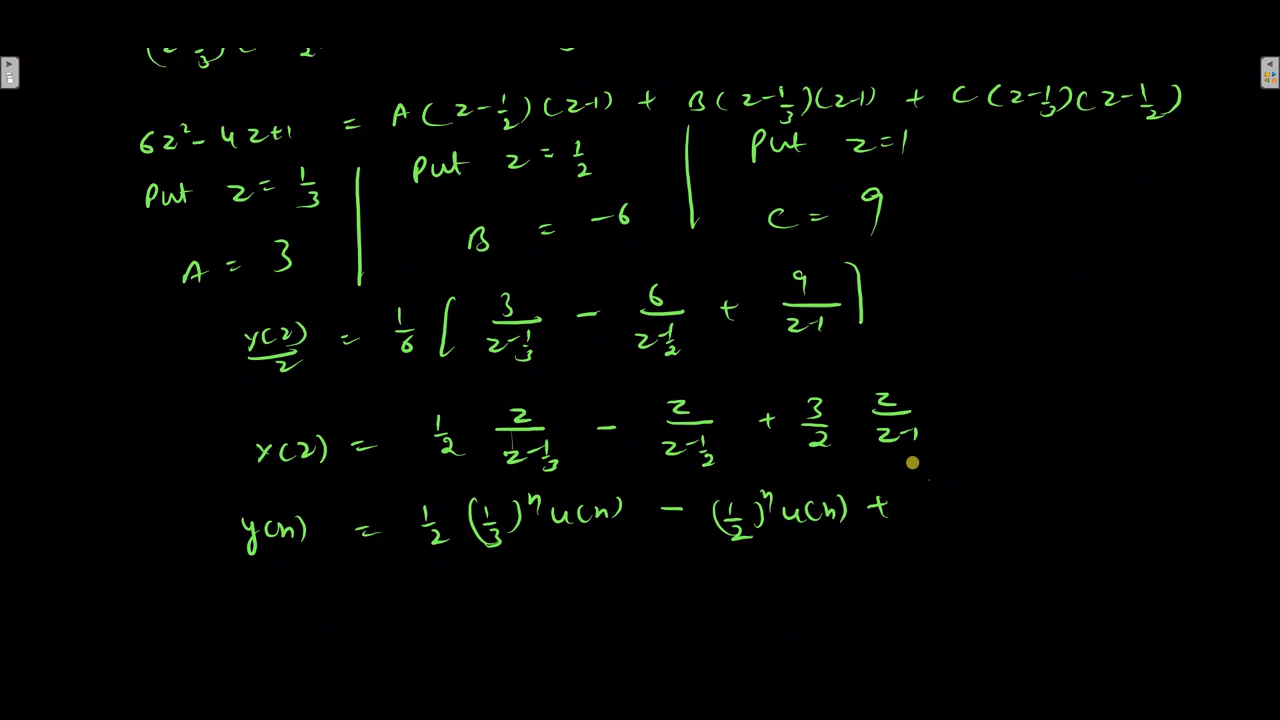 6z² - 4z+1 = A(z-1/2)(z-1) + B(z-1/3)(z-1) + C(z-1/3)(z-1/2)
Put z = 1/3 | Put z = 1/2 | Put z=1
A = 3 | B = -6 | C = 9
Y(z)/z = 1/6 [ 3/(z-1/3) - 6/(z-1/2) + 9/(z-1) ]
Y(z) = 1/2 z/(z-1/3) - z/(z-1/2) + 3/2 z/(z-1)
y(n) = 1/2 (1/3)ⁿ u(n) - (1/2)ⁿ u(n) +